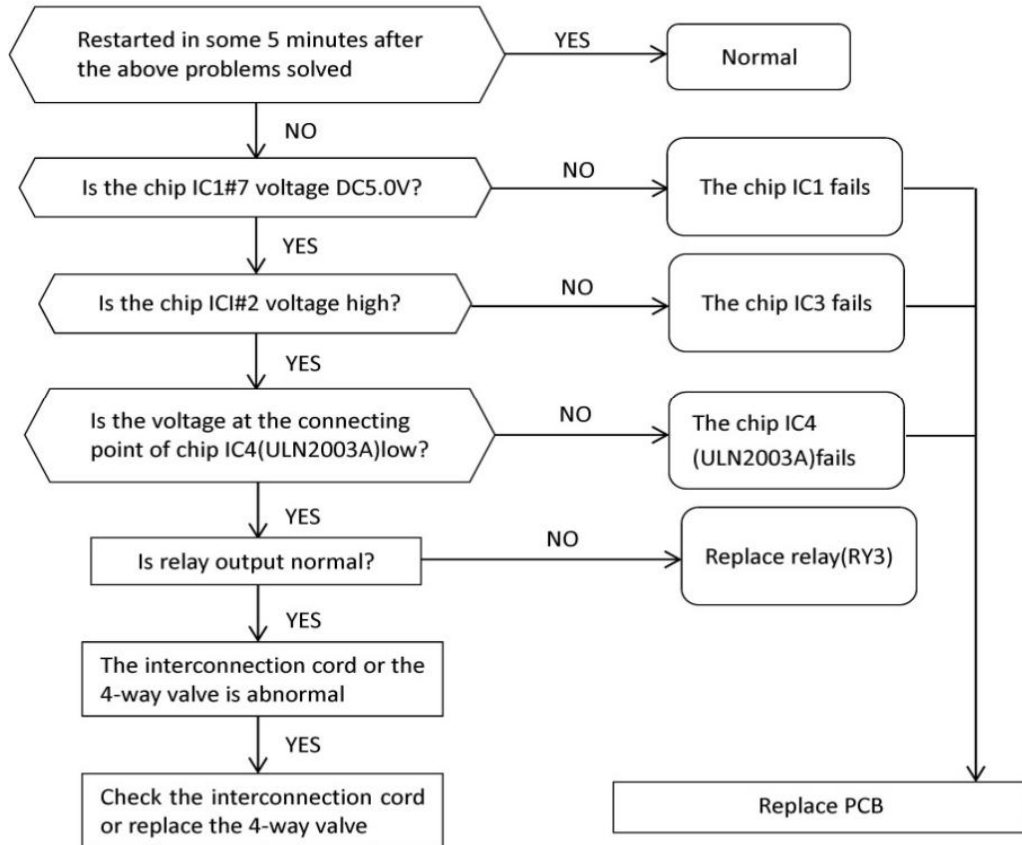 Restarted in some 5 minutes after
the above problems solved
YES
Normal
NO
Is the chip IC1#7 voltage DC5.0V?
NO
The chip IC1 fails
YES
Is the chip ICI#2 voltage high?
NO
The chip IC3 fails
YES
Is the voltage at the connecting
point of chip IC4(ULN2003A)low?
NO
The chip IC4
(ULN2003A)fails
YES
Is relay output normal?
NO
Replace relay(RY3)
YES
The interconnection cord or the
4-way valve is abnormal
YES
Check the interconnection cord
or replace the 4-way valve
Replace PCB